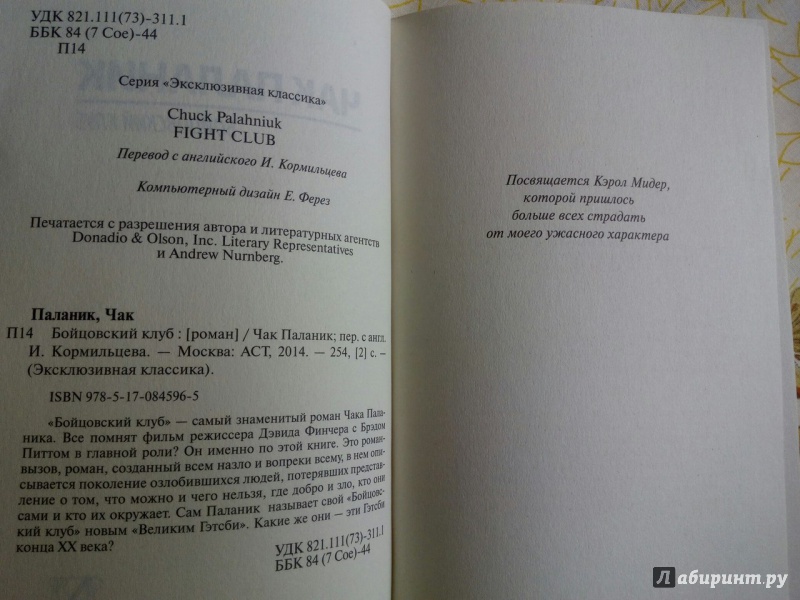 УДК 821.111(73)-311.1
ББК 84 (7 Сое)-44
П14
Серия «Эксклюзивная классика»
Chuck Palahniuk
FIGHT CLUB
Перевод с английского И. Кормильцева
Компьютерный дизайн Е. Ферез
Печатается с разрешения автора и литературных агентств
Donadio & Olson, Inc. Literary Representatives
и Andrew Nurnberg.
Паланик, Чак
П14 Бойцовский клуб : [роман] / Чак Паланик; пер. с англ.
И. Кормильцева. — Москва: АСТ, 2014. — 254, [2] с. —
(Эксклюзивная классика).
ISBN 978-5-17-084596-5
«Бойцовский клуб» — самый знаменитый роман Чака Пала-
ника. Все помнят фильм режиссера Дэвида Финчера с Брэдом
Питтом в главной роли? Он именно по этой книге. Это роман-
вызов, роман, созданный всем назло и вопреки всему, в нем опи-
сывается поколение озлобившихся людей, потерявших представ-
ление о том, что можно и чего нельзя, где добро и зло, кто они
сами и кто их окружает. Сам Паланик называет свой «Бойцовс-
кий клуб» новым «Великим Гэтсби». Какие же они — эти Гэтсби
конца XX века?
УДК 821.111(73)-311.1
ББК 84 (7 Сое)-44
Посвящается Кэрол Мидер,
которой пришлось
больше всех страдать
от моего ужасного характера
Лабиринт.ру